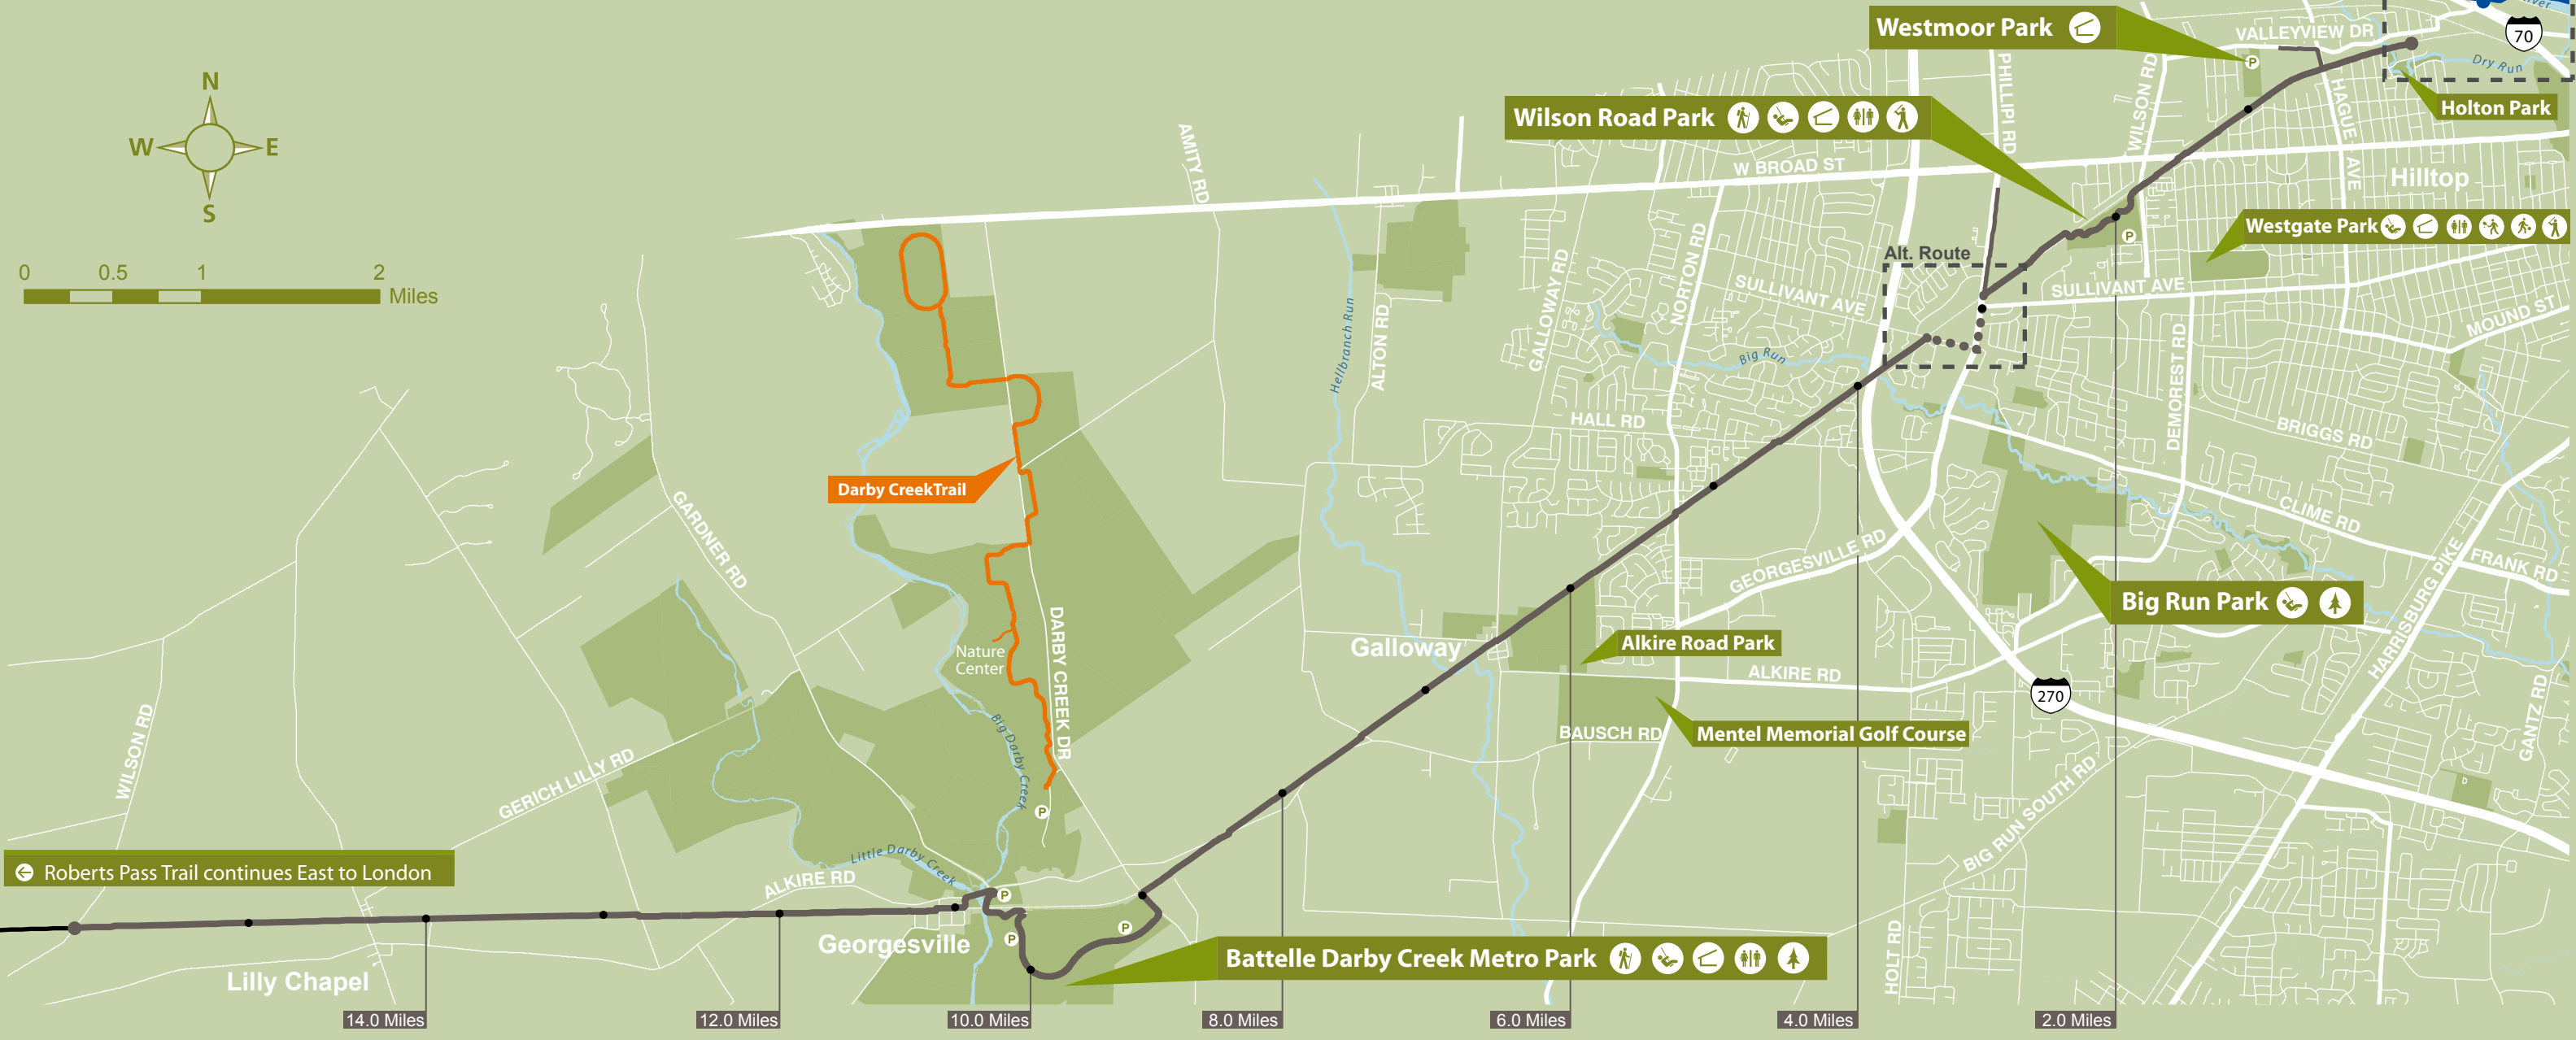 Westmoor Park
VALLEYVIEW DR
70
Dry Run
P
N
W
E
S
Holton Park
Wilson Road Park
PHILLIPI RD
WILSON RD
HAGUE AVE
AMITY RD
W BROAD ST
Hilltop
Westgate Park
P
Alt. Route
0
0.5
1
2
Miles
SULLIVANT AVE
SULLIVANT AVE
MOUND ST
NORTON RD
GALLOWAY RD
ALTON RD
Hellbranch Run
Big Run
DEMOREST RD
HALL RD
BRIGGS RD
Darby CreekTrail
GARDNER RD
CLIME RD
GEORGESVILLE RD
FRANK RD
HARRISBURG PIKE
Big Run Park
DARBY CREEK DR
Nature
Center
Galloway
Alkire Road Park
ALKIRE RD
270
GANTZ RD
WILSON RD
Big Darby Creek
BAUSCH RD
Mentel Memorial Golf Course
GERICH LILLY RD
P
BIG RUN SOUTH RD
Little Darby Creek
Roberts Pass Trail continues East to London
ALKIRE RD
P
P
P
Georgesville
Battelle Darby Creek Metro Park
HOLT RD
Lilly Chapel
14.0 Miles
12.0 Miles
10.0 Miles
8.0 Miles
6.0 Miles
4.0 Miles
2.0 Miles